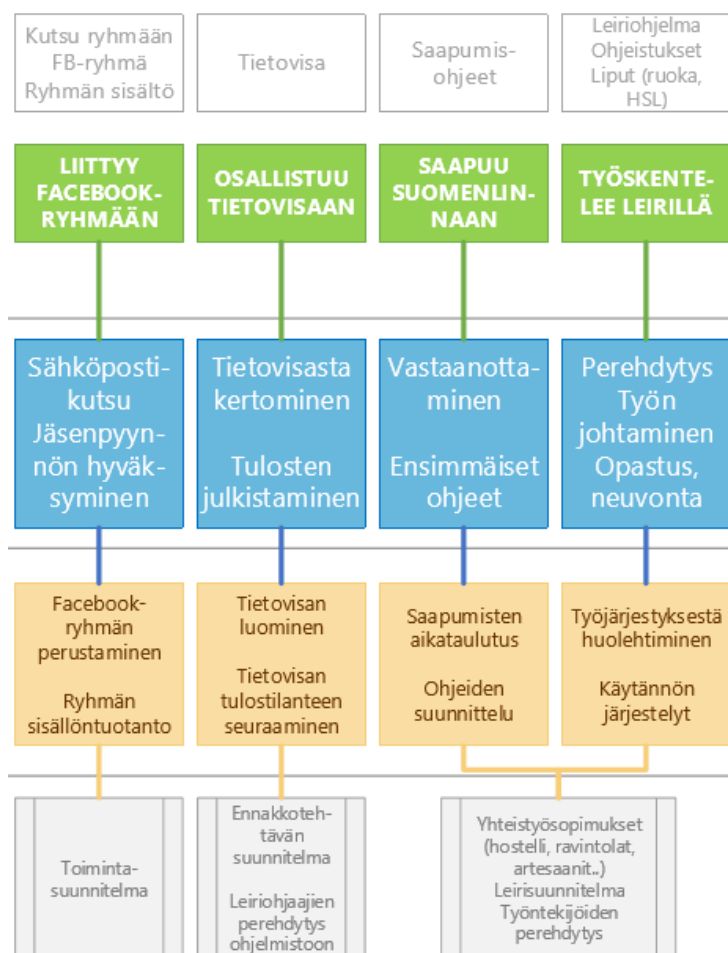 Kutsu ryhmään
FB-ryhmä
Ryhmän sisältö
Tietovisa
Saapumis-
ohjeet
Leiriohjelma
Ohjeistukset
Liput (ruoka,
HSL)
LIITTYY
FACEBOOK-
RYHMÄÄN
OSALLISTUU
TIETOVISAAN
SAAPUU
SUOMENLIN-
NAAN
TYÖSKENTE-
LEE LEIRILLÄ
Sähköposti-
kutsu
Jäsenpyyn-
nön hyväk-
syminen
Tietovisasta
kertominen
Tulosten
julkistaminen
Vastaanotta-
minen
Ensimmäiset
ohjeet
Perehdytys
Työn
johtaminen
Opastus,
neuvonta
Facebook-
ryhmän
perustaminen
Ryhmän
sisällöntuotanto
Tietovisan
luominen
Tietovisan
tulostilanteen
seuraaminen
Saapumisten
aikataulutus
Ohjeiden
suunnittelu
Työjärjestyksestä
huolehtiminen
Käytännön
järjestelyt
Toiminta-
suunnitelma
Ennakkoteh-
tävän
suunnitelma
Leiriohjaajien
perehdytys
ohjelmistoon
Yhteistyösopimukset
(hostelli, ravintolat,
artesaanit..)
Leirisuunnitelma
Työntekijöiden
perehdytys